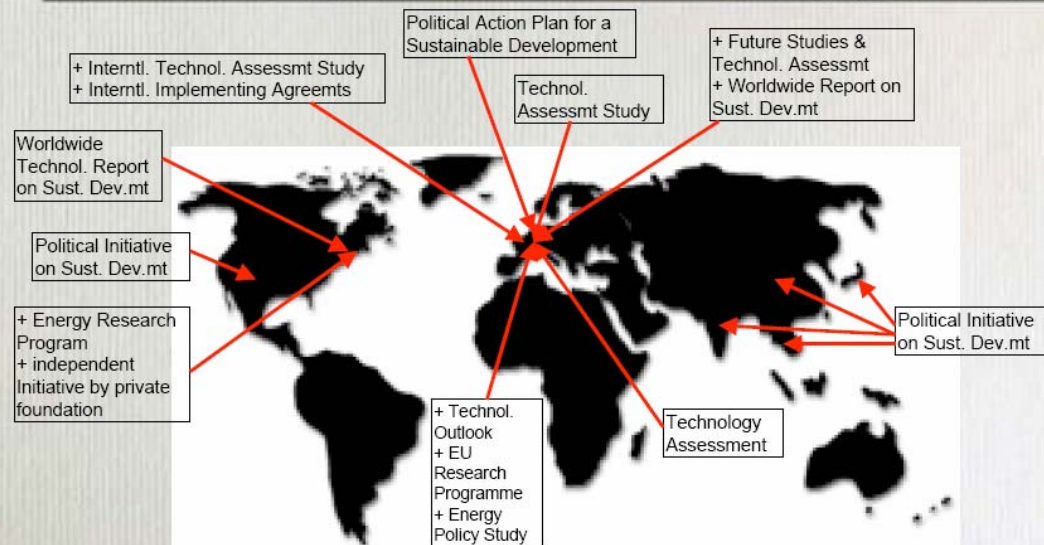 Political Action Plan for a
Sustainable Development
+ Interntl. Technol. Assessmt Study
+ Interntl. Implementing Agreemts
Technol.
Assessmt Study
+ Future Studies &
Technol. Assessmt
+ Worldwide Report on
Sust. Dev.mt
Worldwide
Technol. Report
on Sust. Dev.mt
Political Initiative
on Sust. Dev.mt
+ Energy Research
Program
+ independent
Initiative by private
foundation
Political Initiative
on Sust. Dev.mt
+ Technol.
Outlook
+ EU
Research
Programme
+ Energy
Policy Study
Technology
Assessment